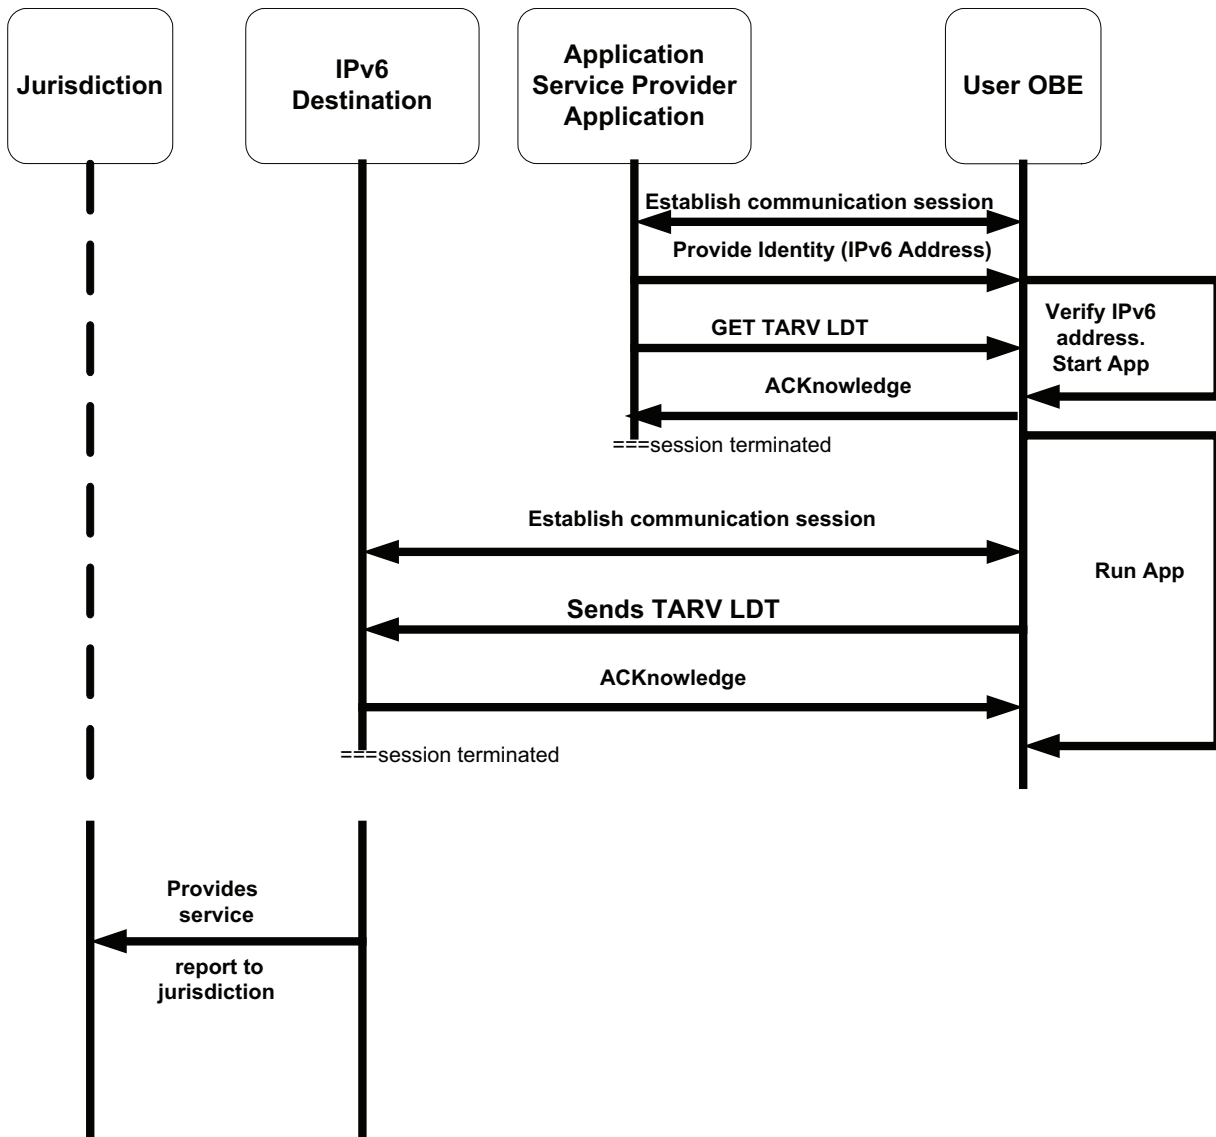 Jurisdiction
IPv6
Destination
Application
Service Provider
Application
User OBE
Establish communication session
Provide Identity (IPv6 Address)
GET TARV LDT
Verify IPv6
address.
Start App
ACKnowledge
===session terminated
Establish communication session
Run App
Sends TARV LDT
ACKnowledge
===session terminated
Provides
service
report to
jurisdiction